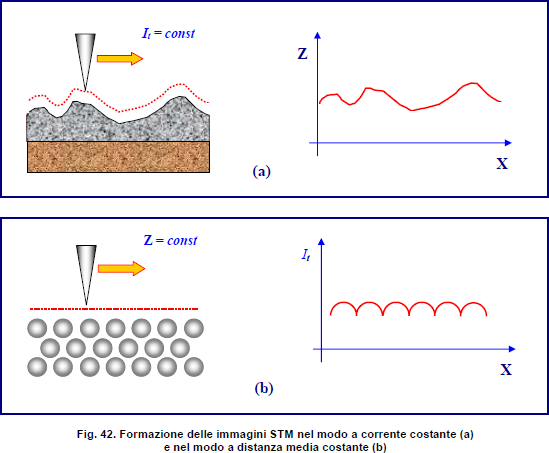 It = const
Z
X
(a)
Z = const
It
X
(b)
Fig. 42. Formazione delle immagini STM nel modo a corrente costante (a)
e nel modo a distanza media costante (b)